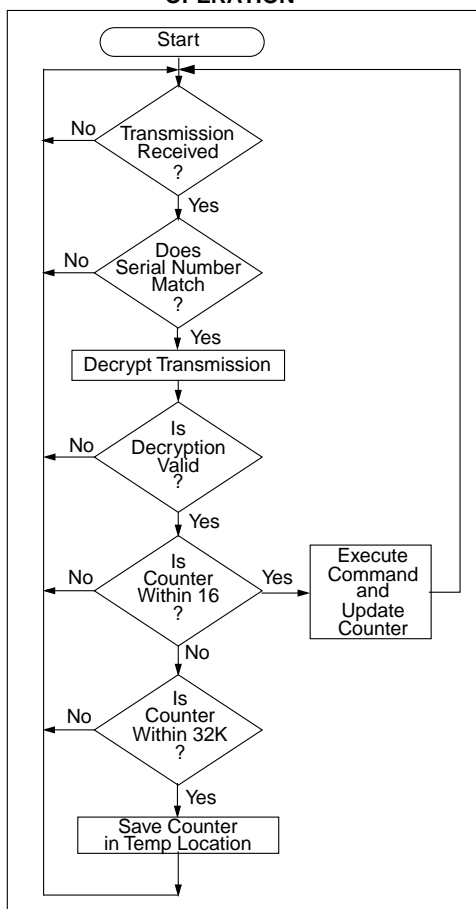 OPERATION
Start
No
Transmission
Received
?
Yes
Does
No
Serial Number
Match
?
Yes
Decrypt Transmission
Is
No
Decryption
Valid
?
Yes
Is
No
Counter
Within 16
?
Yes
Execute
Command
and
Update
Counter
No
Is
No
Counter
Within 32K
?
Yes
Save Counter
in Temp Location